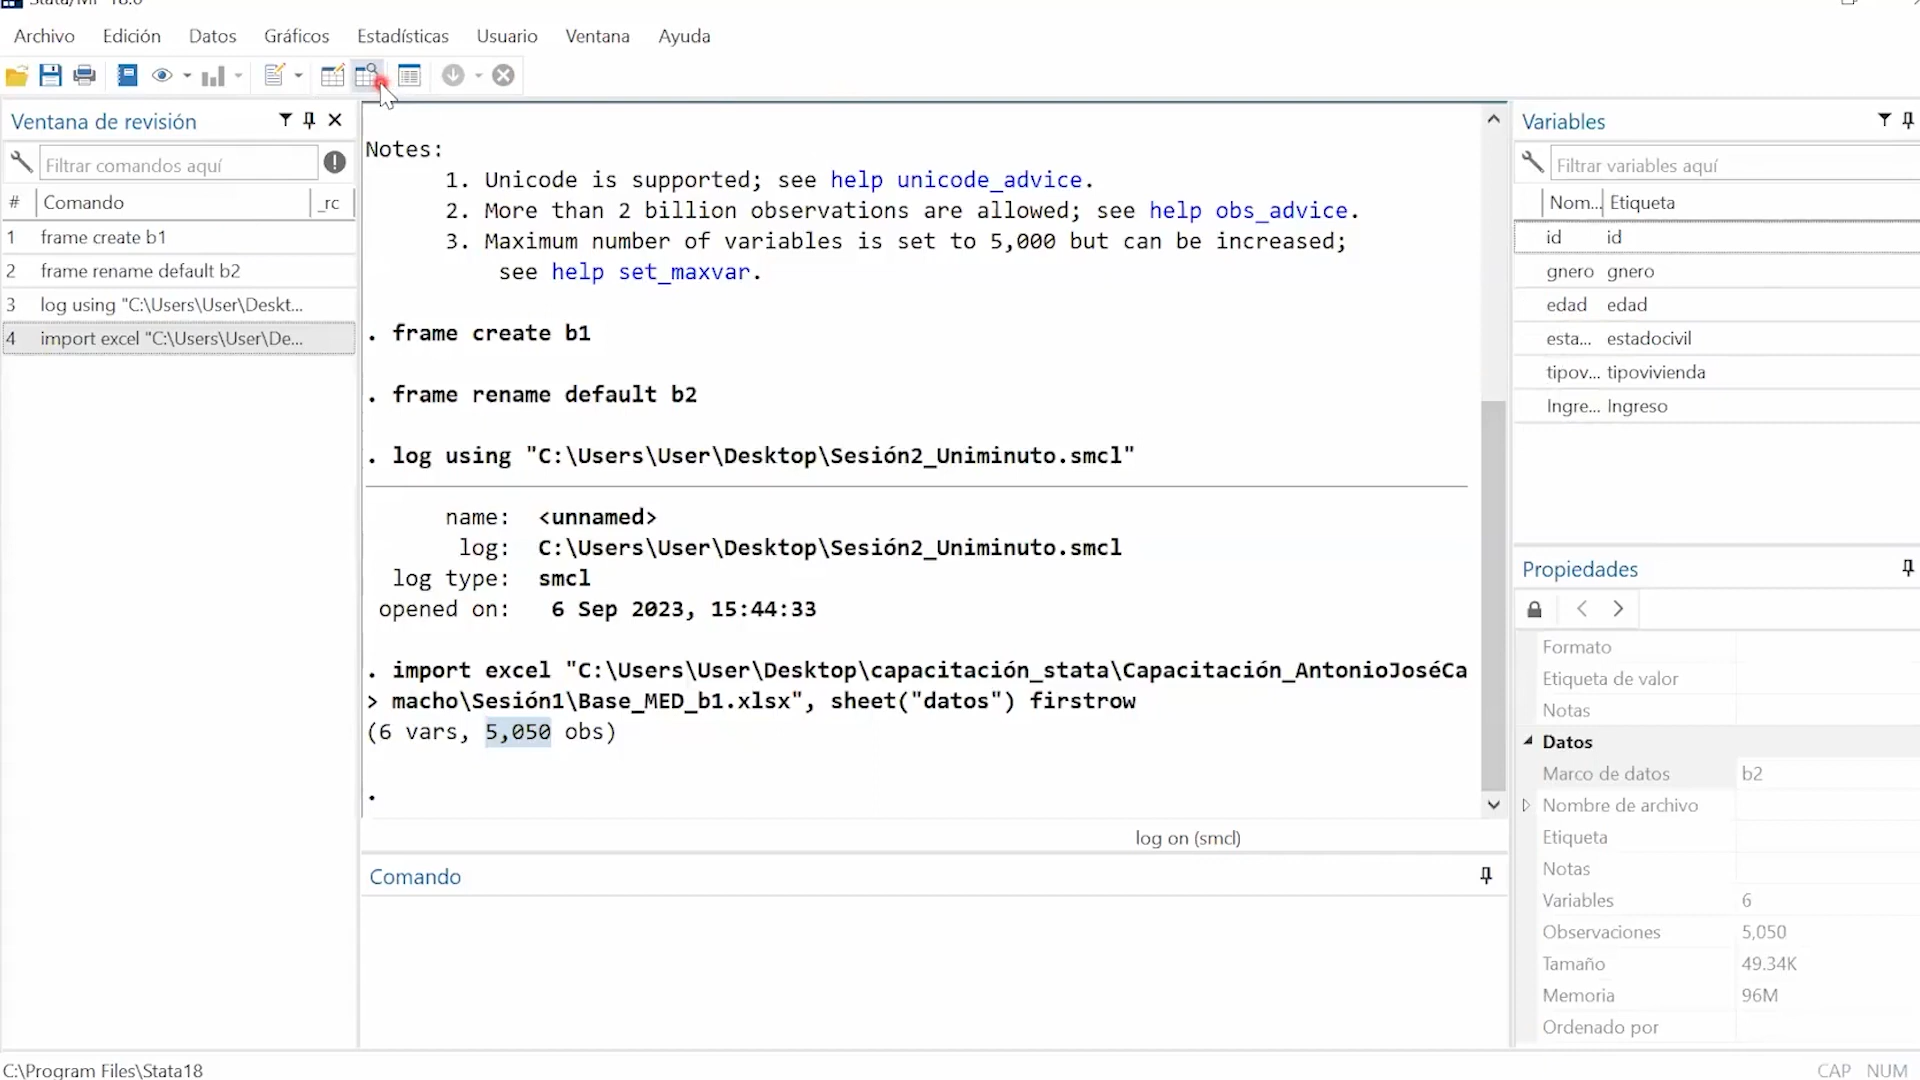 Stata/MP 18.0
Archivo Edición Datos Gráficos Estadísticas Usuario Ventana Ayuda
Ventana de revisión
Filtrar comandos aquí
# Comando _rc
1 frame create b1
2 frame rename default b2
3 log using "C:\Users\User\Deskt...
4 import excel "C:\Users\User\De...
Notes:
1. Unicode is supported; see help unicode_advice.
2. More than 2 billion observations are allowed; see help obs_advice.
3. Maximum number of variables is set to 5,000 but can be increased;
see help set_maxvar.
. frame create b1
. frame rename default b2
. log using "C:\Users\User\Desktop\Sesión2_Uniminuto.smcl"
name: <unnamed>
log: C:\Users\User\Desktop\Sesión2_Uniminuto.smcl
log type: smcl
opened on: 6 Sep 2023, 15:44:33
. import excel "C:\Users\User\Desktop\capacitación_stata\Capacitación_AntonioJoséCa
> macho\Sesión1\Base_MED_b1.xlsx", sheet("datos") firstrow
(6 vars, 5,050 obs)
.
log on (smcl)
Comando
Variables
Filtrar variables aquí
Nom... Etiqueta
id id
gnero gnero
edad edad
esta... estadocivil
tipov... tipovivienda
Ingre... Ingreso
Propiedades
Formato
Etiqueta de valor
Notas
Datos
Marco de datos b2
Nombre de archivo
Etiqueta
Notas
Variables 6
Observaciones 5,050
Tamaño 49.34K
Memoria 96M
Ordenado por
C:\Program Files\Stata18
CAP NUM